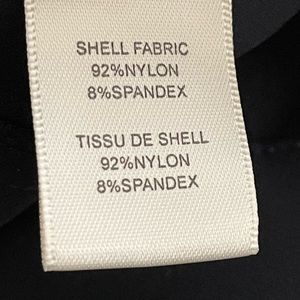 SHELL FABRIC
92%NYLON
8%SPANDEX
TISSU DE SHELL
92%NYLON
8%SPANDEX